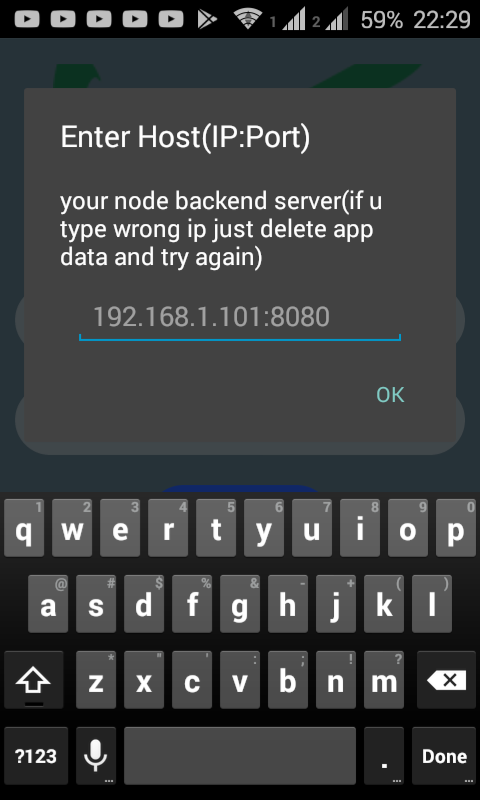 1 2 59% 22:29
Enter Host(IP:Port)
your node backend server(if u
type wrong ip just delete app
data and try again)
192.168.1.101:8080
OK
1 2 3 4 5 6 7 8 9 0
q w e r t y u i o p
@ # $ % & - + ( )
a s d f g h j k l
* " ' : ; ! ?
z x c v b n m
?123 ... . ... Done ...